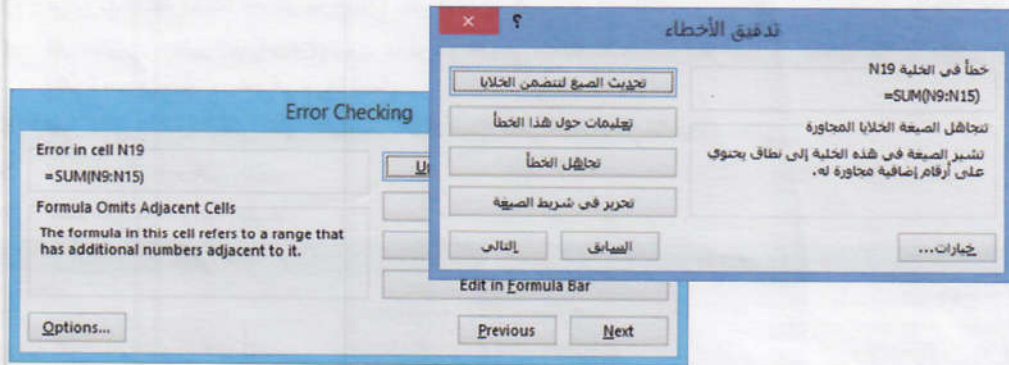 تدقيق الأخطاء
؟
خطأ في الخلية N19
=SUM(N9:N15)
تتجاهل الصيغة الخلايا المجاورة
تشير الصيغة في هذه الخلية إلى نطاق يحتوي
على أرقام إضافية مجاورة له.
تحديث الصيغ لتتضمن الخلايا
تعليمات حول هذا الخطأ
تجاهل الخطأ
تحرير في شريط الصيغة
خيارات...
السابق
التالي
Error Checking
Error in cell N19
=SUM(N9:N15)
Formula Omits Adjacent Cells
The formula in this cell refers to a range that
has additional numbers adjacent to it.
Edit in Formula Bar
Options...
Previous
Next